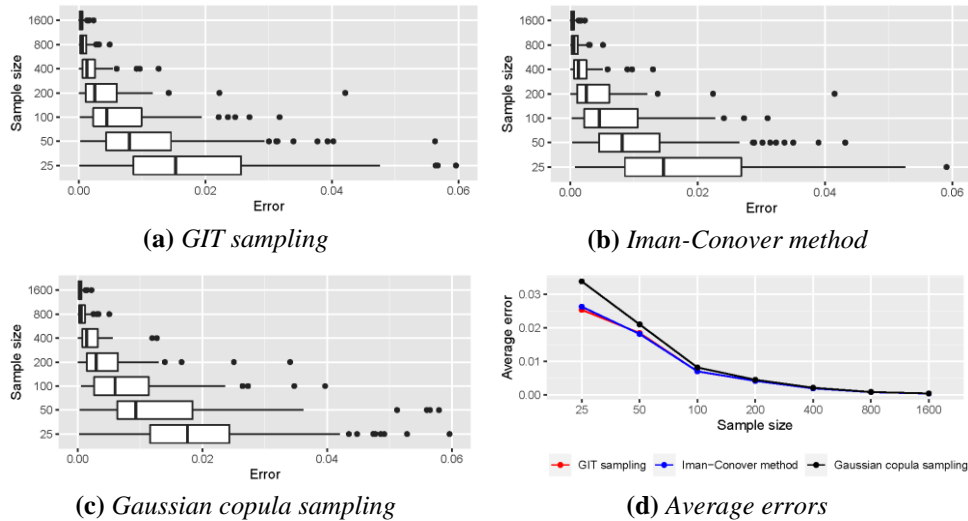 Sample size
1600
800
400
200
100
50
25
0.00 0.02 0.04 0.06
Error
(a) GIT sampling
Sample size
1600
800
400
200
100
50
25
0.00 0.02 0.04 0.06
Error
(b) Iman-Conover method
Sample size
1600
800
400
200
100
50
25
0.00 0.02 0.04 0.06
Error
(c) Gaussian copula sampling
Average error
0.03
0.02
0.01
0.00
25 50 100 200 400 800 1600
Sample size
GIT sampling Iman−Conover method Gaussian copula sampling
(d) Average errors